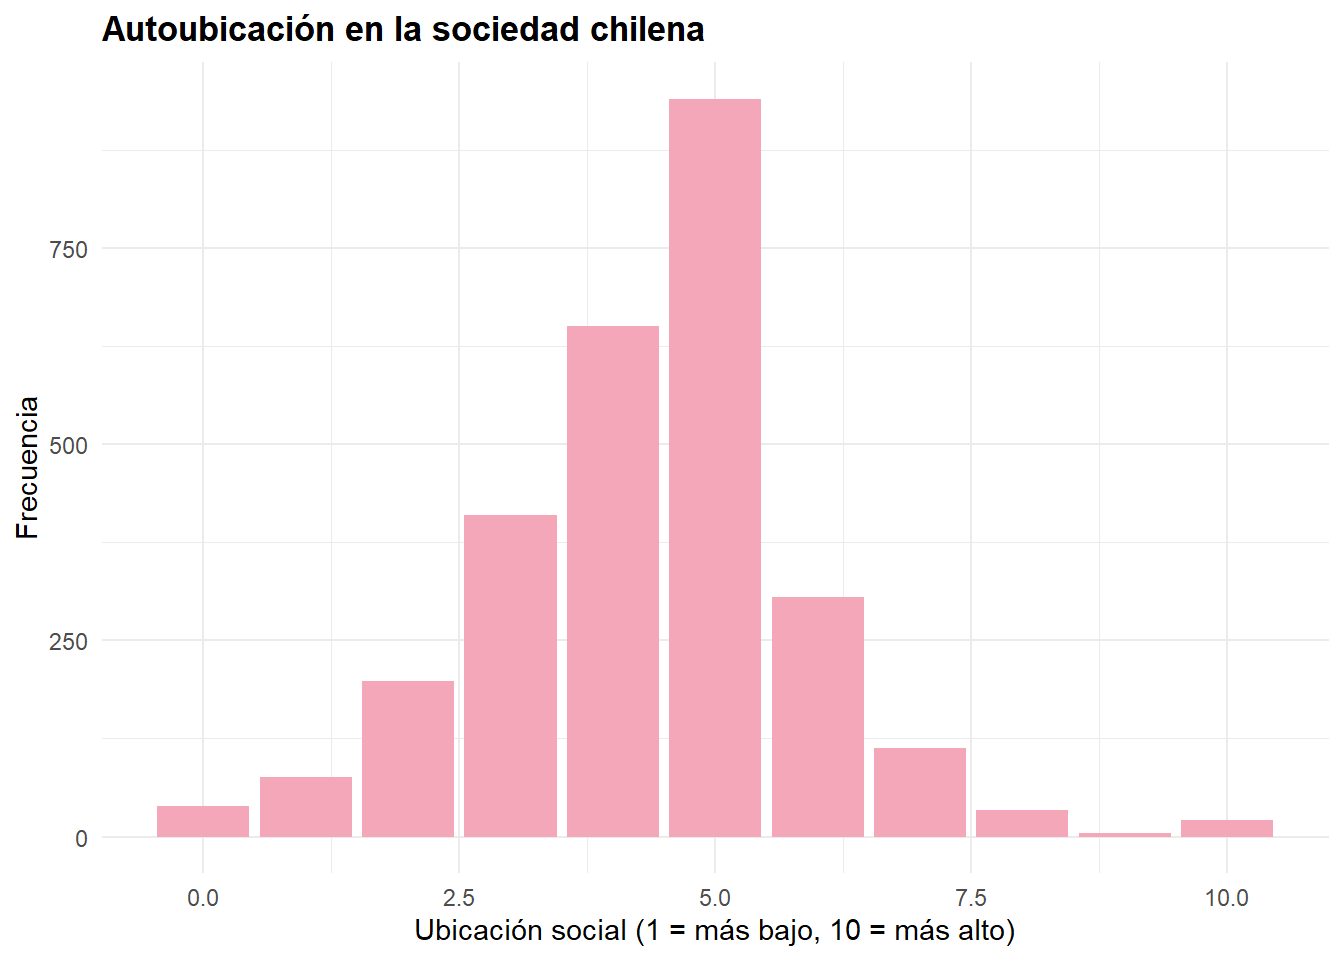 Autoubicación en la sociedad chilena
Frecuencia
750
500
250
0
0.0 2.5 5.0 7.5 10.0
Ubicación social (1 = más bajo, 10 = más alto)